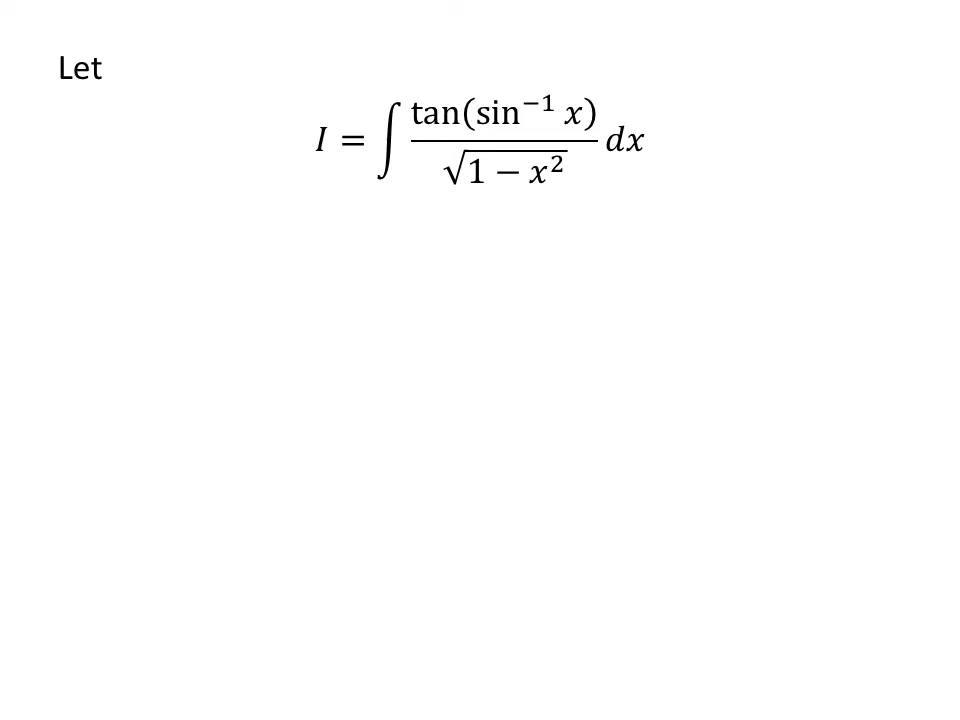 Let
𝐼 = ∫ tan(sin⁻¹ 𝑥) / √(1 − 𝑥²) 𝑑𝑥